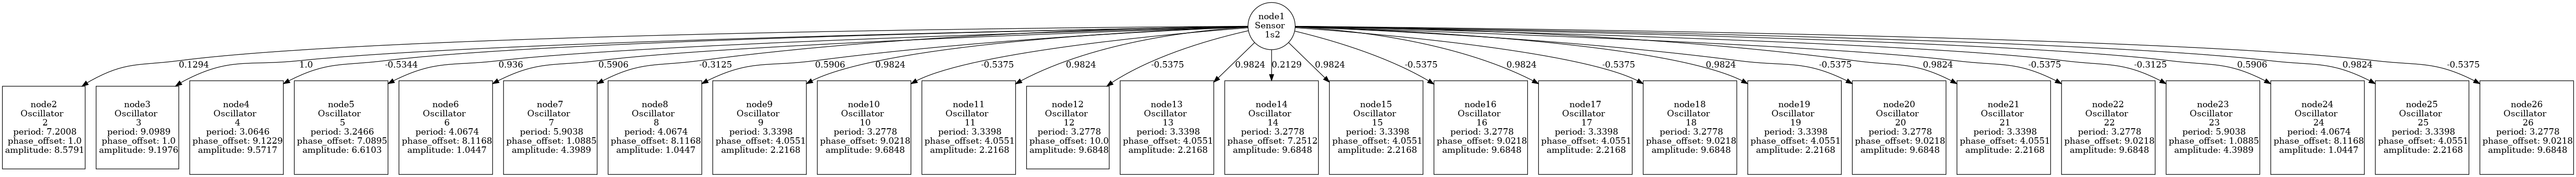 node1
Sensor
1s2
0.1294
1.0
-0.5344
0.936
0.5906
-0.3125
0.5906
0.9824
-0.5375
0.9824
-0.5375
0.9824
0.2129
0.9824
-0.5375
0.9824
-0.5375
0.9824
-0.5375
0.9824
-0.5375
-0.3125
0.5906
0.9824
-0.5375
node2
Oscillator
2
period: 7.2008
phase_offset: 1.0
amplitude: 8.5791
node3
Oscillator
3
period: 9.0989
phase_offset: 1.0
amplitude: 9.1976
node4
Oscillator
4
period: 3.0646
phase_offset: 9.1229
amplitude: 9.5717
node5
Oscillator
5
period: 3.2466
phase_offset: 7.0895
amplitude: 6.6103
node6
Oscillator
6
period: 4.0674
phase_offset: 8.1168
amplitude: 1.0447
node7
Oscillator
7
period: 5.9038
phase_offset: 1.0885
amplitude: 4.3989
node8
Oscillator
8
period: 4.0674
phase_offset: 8.1168
amplitude: 1.0447
node9
Oscillator
9
period: 3.3398
phase_offset: 4.0551
amplitude: 2.2168
node10
Oscillator
10
period: 3.2778
phase_offset: 9.0218
amplitude: 9.6848
node11
Oscillator
11
period: 3.3398
phase_offset: 4.0551
amplitude: 2.2168
node12
Oscillator
12
period: 3.2778
phase_offset: 10.0
amplitude: 9.6848
node13
Oscillator
13
period: 3.3398
phase_offset: 4.0551
amplitude: 2.2168
node14
Oscillator
14
period: 3.2778
phase_offset: 7.2512
amplitude: 9.6848
node15
Oscillator
15
period: 3.3398
phase_offset: 4.0551
amplitude: 2.2168
node16
Oscillator
16
period: 3.2778
phase_offset: 9.0218
amplitude: 9.6848
node17
Oscillator
17
period: 3.3398
phase_offset: 4.0551
amplitude: 2.2168
node18
Oscillator
18
period: 3.2778
phase_offset: 9.0218
amplitude: 9.6848
node19
Oscillator
19
period: 3.3398
phase_offset: 4.0551
amplitude: 2.2168
node20
Oscillator
20
period: 3.2778
phase_offset: 9.0218
amplitude: 9.6848
node21
Oscillator
21
period: 3.3398
phase_offset: 4.0551
amplitude: 2.2168
node22
Oscillator
22
period: 3.2778
phase_offset: 9.0218
amplitude: 9.6848
node23
Oscillator
23
period: 5.9038
phase_offset: 1.0885
amplitude: 4.3989
node24
Oscillator
24
period: 4.0674
phase_offset: 8.1168
amplitude: 1.0447
node25
Oscillator
25
period: 3.3398
phase_offset: 4.0551
amplitude: 2.2168
node26
Oscillator
26
period: 3.2778
phase_offset: 9.0218
amplitude: 9.6848